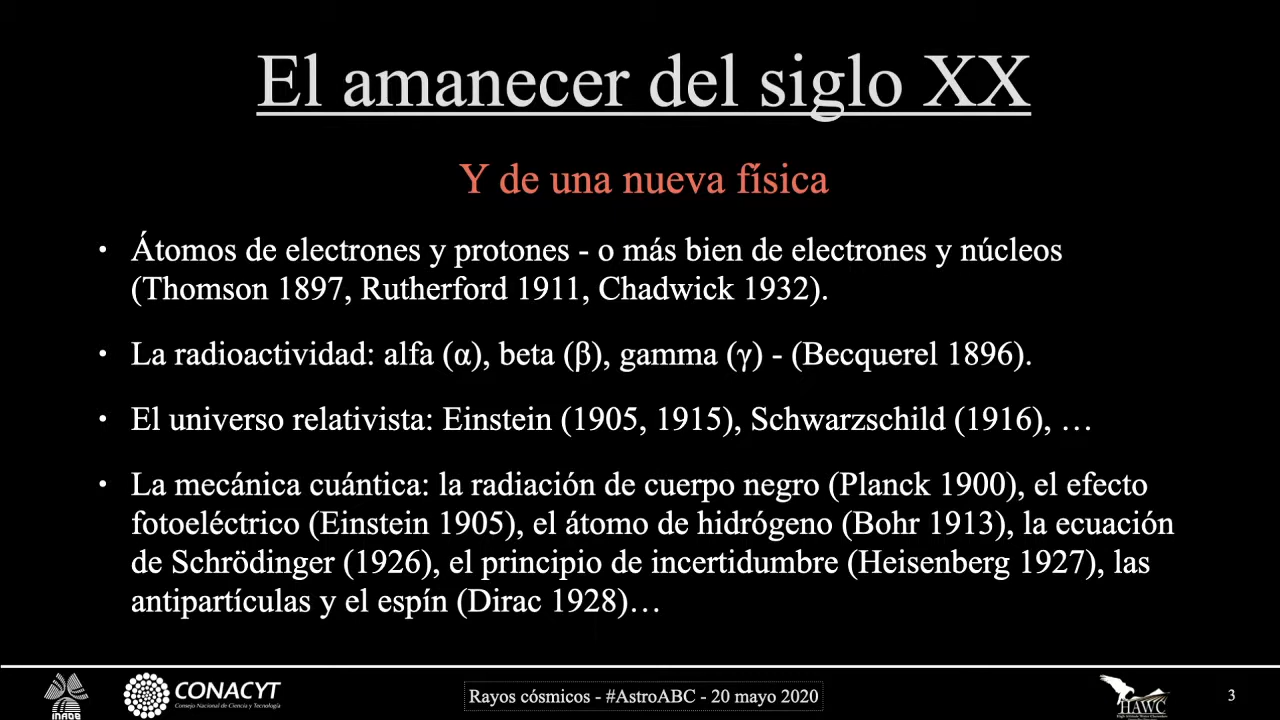 El amanecer del siglo XX
Y de una nueva física
• Átomos de electrones y protones - o más bien de electrones y núcleos
(Thomson 1897, Rutherford 1911, Chadwick 1932).
• La radioactividad: alfa (α), beta (β), gamma (γ) - (Becquerel 1896).
• El universo relativista: Einstein (1905, 1915), Schwarzschild (1916), …
• La mecánica cuántica: la radiación de cuerpo negro (Planck 1900), el efecto
fotoeléctrico (Einstein 1905), el átomo de hidrógeno (Bohr 1913), la ecuación
de Schrödinger (1926), el principio de incertidumbre (Heisenberg 1927), las
antipartículas y el espín (Dirac 1928)…
INAOE
CONACYT
Consejo Nacional de Ciencia y Tecnología
Rayos cósmicos - #AstroABC - 20 mayo 2020
HAWC
3